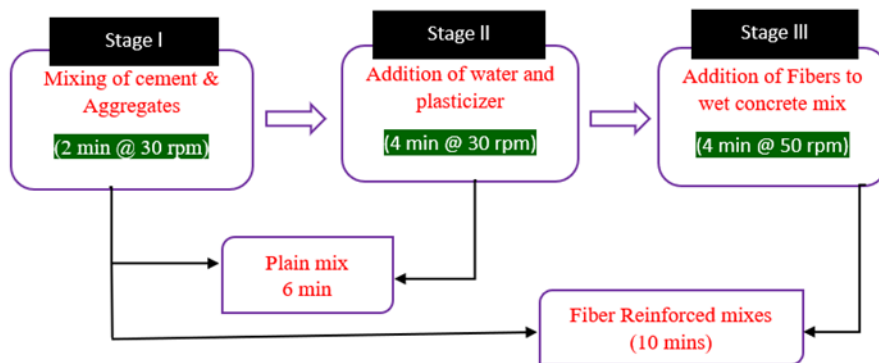 Stage I
Mixing of cement &
Aggregates
(2 min @ 30 rpm)
Stage II
Addition of water and
plasticizer
(4 min @ 30 rpm)
Stage III
Addition of Fibers to
wet concrete mix
(4 min @ 50 rpm)
Plain mix
6 min
Fiber Reinforced mixes
(10 mins)